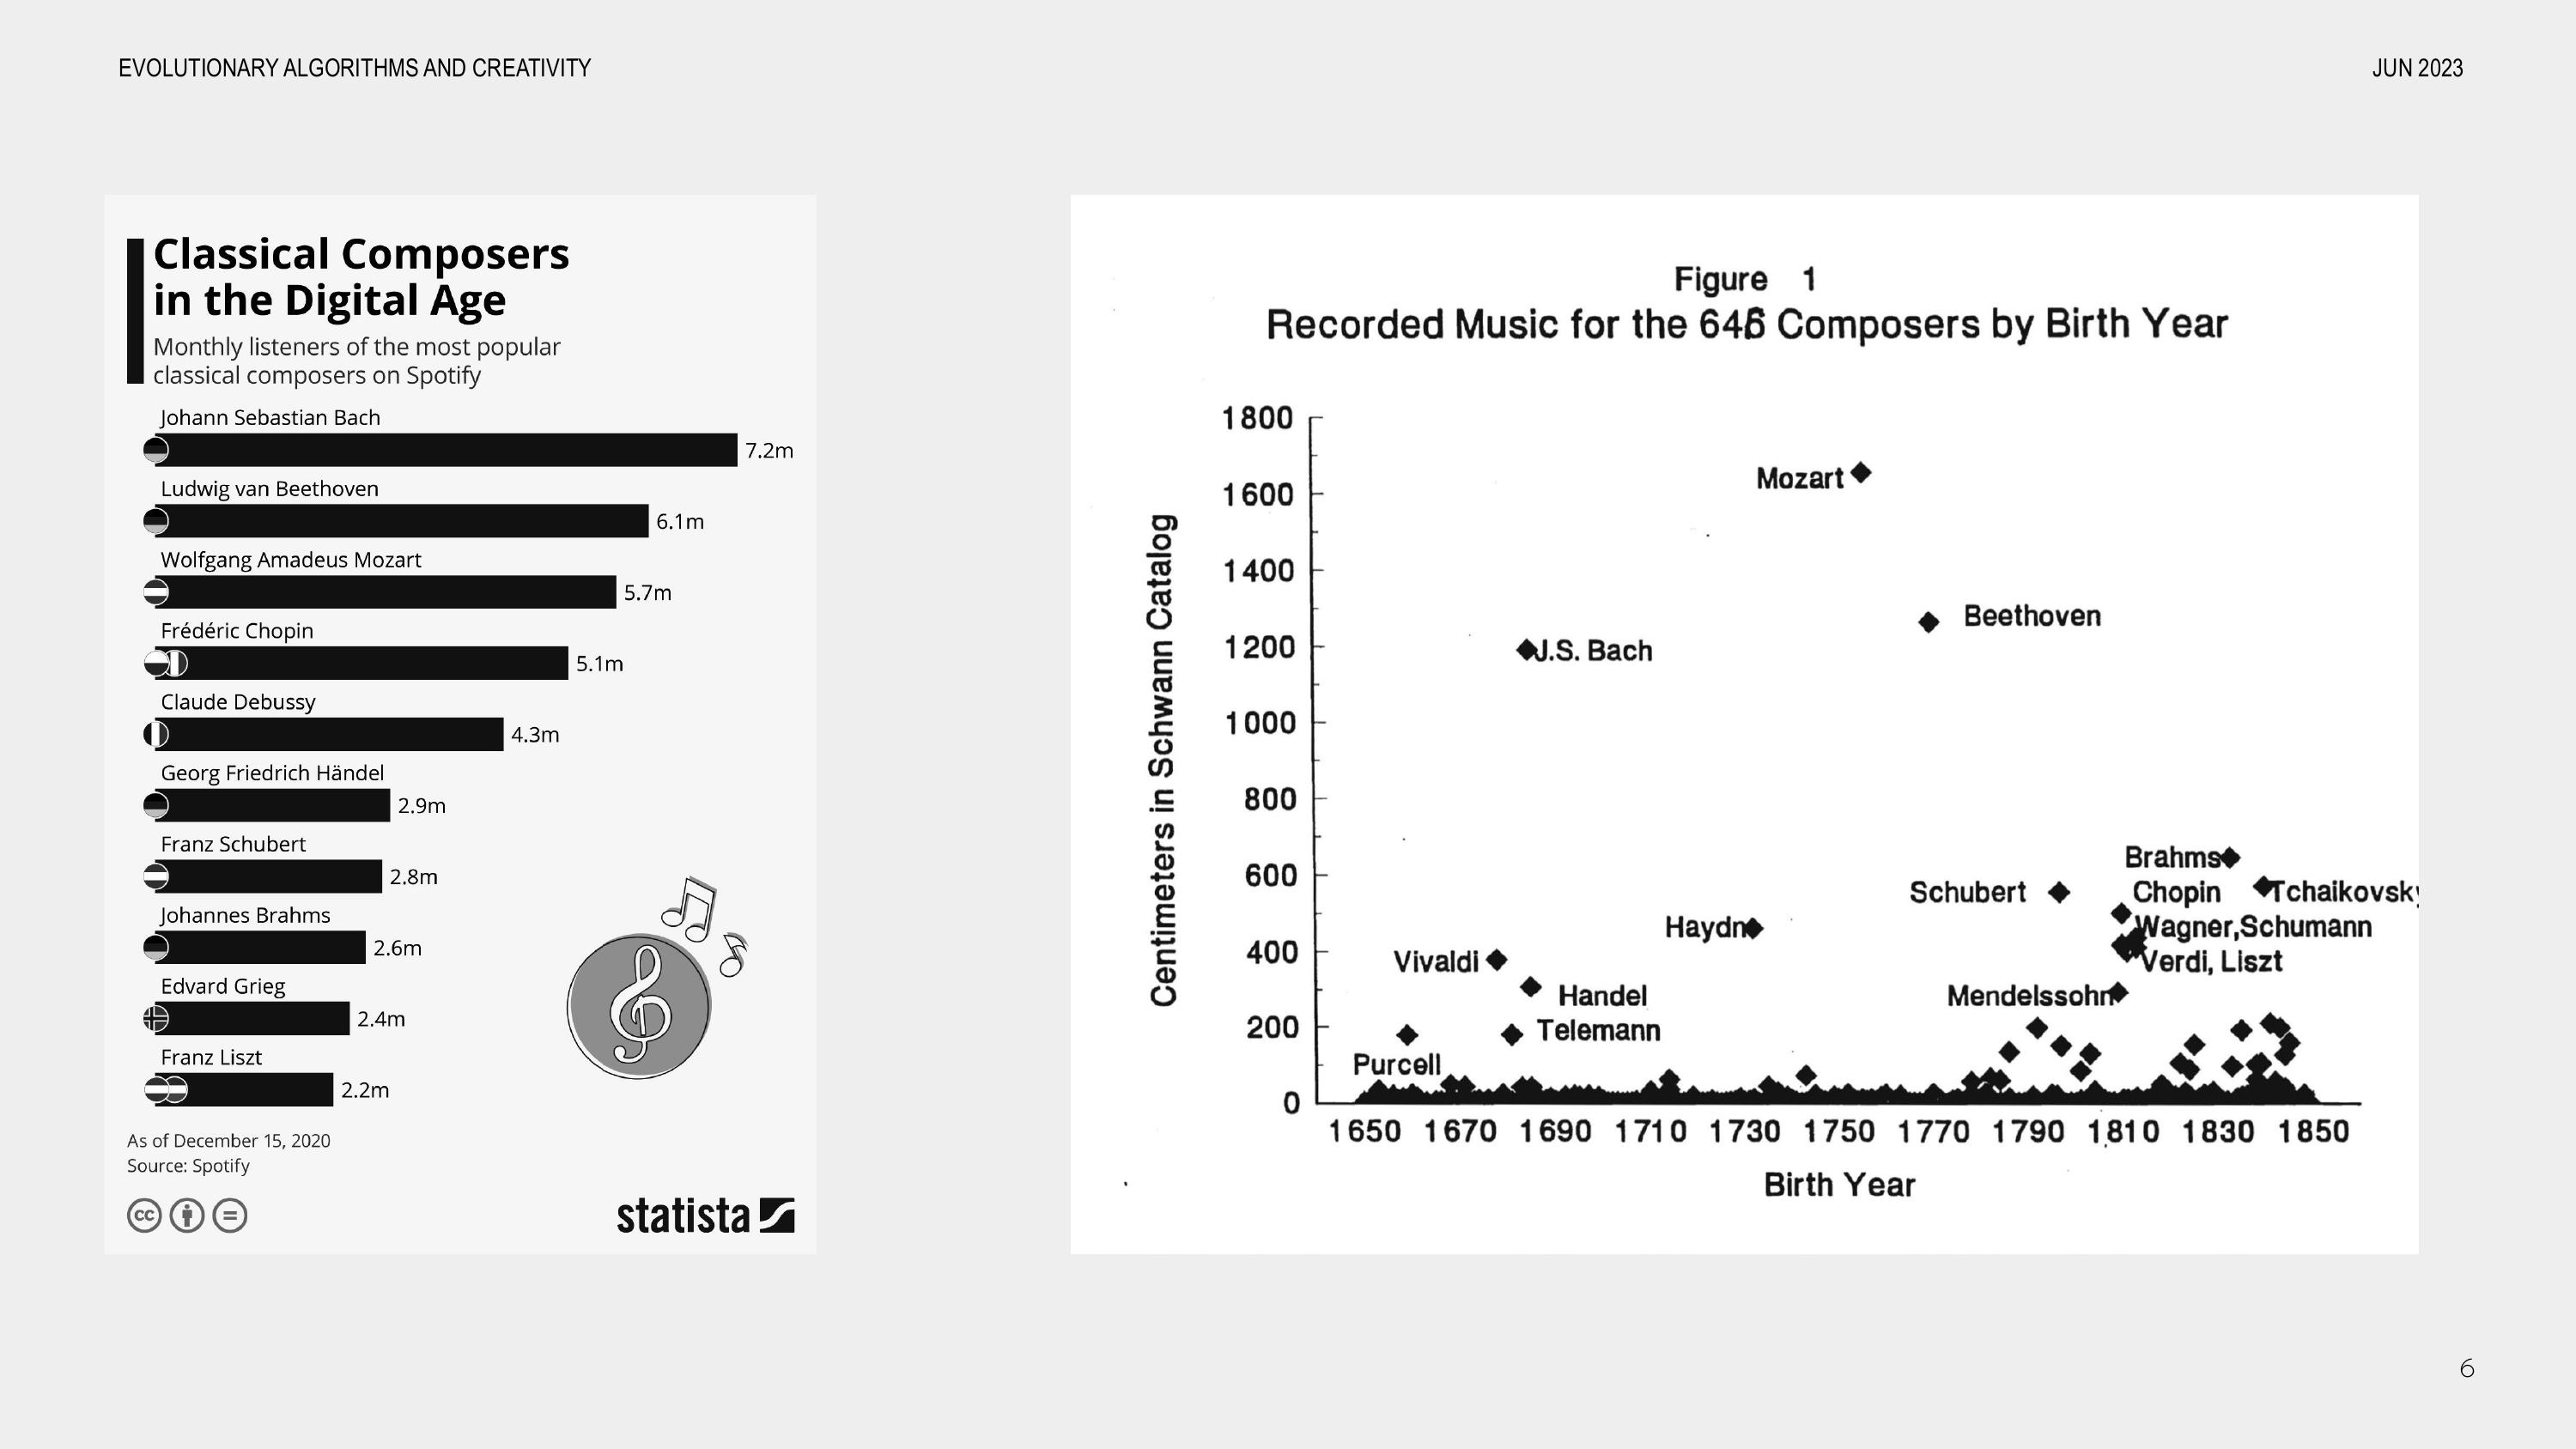 EVOLUTIONARY ALGORITHMS AND CREATIVITY
JUN 2023
Classical Composers
in the Digital Age
Monthly listeners of the most popular
classical composers on Spotify
Johann Sebastian Bach
7.2m
Ludwig van Beethoven
6.1m
Wolfgang Amadeus Mozart
5.7m
Frédéric Chopin
5.1m
Claude Debussy
4.3m
Georg Friedrich Händel
2.9m
Franz Schubert
2.8m
Johannes Brahms
2.6m
Edvard Grieg
2.4m
Franz Liszt
2.2m
As of December 15, 2020
Source: Spotify
cc
statista
Figure 1
Recorded Music for the 646 Composers by Birth Year
Centimeters in Schwann Catalog
1800
1600
1400
1200
1000
800
600
400
200
0
Mozart
Beethoven
J.S. Bach
Brahms
Schubert
Chopin
Tchaikovsky
Haydn
Wagner,Schumann
Vivaldi
Verdi, Liszt
Handel
Mendelssohn
Telemann
Purcell
1650 1670 1690 1710 1730 1750 1770 1790 1810 1830 1850
Birth Year
6